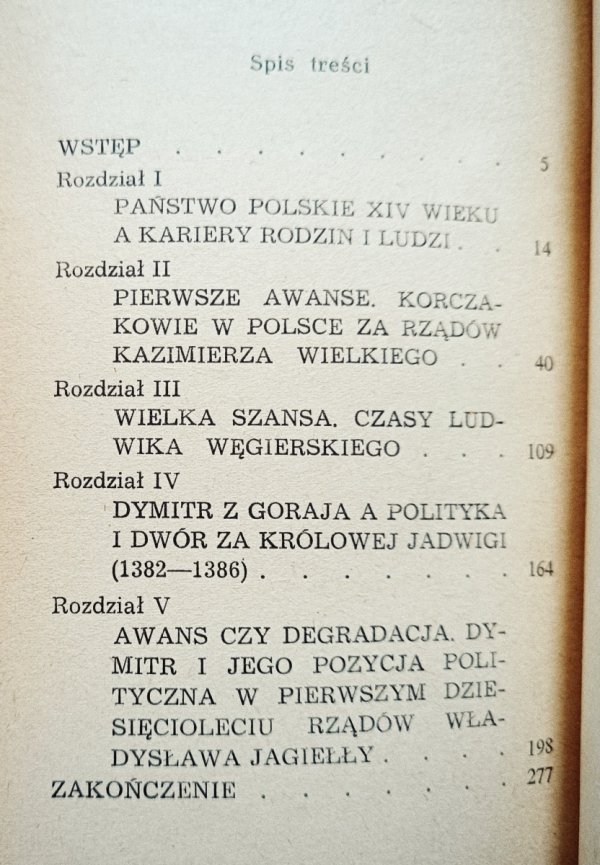 Spis treści
WSTĘP . . . . . . . . . 5
Rozdział I
PAŃSTWO POLSKIE XIV WIEKU
A KARIERY RODZIN I LUDZI . . 14
Rozdział II
PIERWSZE AWANSE. KORCZA-
KOWIE W POLSCE ZA RZĄDÓW
KAZIMIERZA WIELKIEGO . . 40
Rozdział III
WIELKA SZANSA. CZASY LUD-
WIKA WĘGIERSKIEGO . . . 109
Rozdział IV
DYMITR Z GORAJA A POLITYKA
I DWÓR ZA KRÓLOWEJ JADWIGI
(1382—1386) . . . . . . . 164
Rozdział V
AWANS CZY DEGRADACJA. DY-
MITR I JEGO POZYCJA POLI-
TYCZNA W PIERWSZYM DZIE-
SIĘCIOLECIU RZĄDÓW WŁA-
DYSŁAWA JAGIEŁŁY . . . . 198
ZAKOŃCZENIE . . . . . . . 277